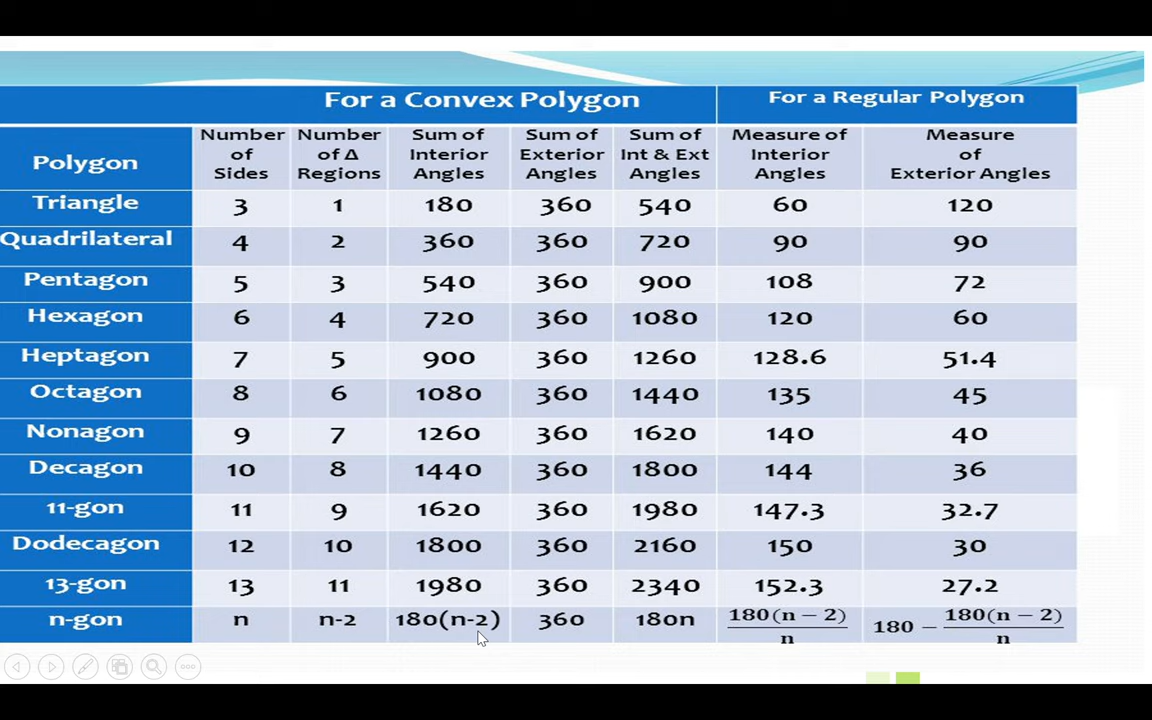 For a Convex Polygon For a Regular Polygon
Polygon Number of Sides Number of Δ Regions Sum of Interior Angles Sum of Exterior Angles Sum of Int & Ext Angles Measure of Interior Angles Measure of Exterior Angles
Triangle 3 1 180 360 540 60 120
Quadrilateral 4 2 360 360 720 90 90
Pentagon 5 3 540 360 900 108 72
Hexagon 6 4 720 360 1080 120 60
Heptagon 7 5 900 360 1260 128.6 51.4
Octagon 8 6 1080 360 1440 135 45
Nonagon 9 7 1260 360 1620 140 40
Decagon 10 8 1440 360 1800 144 36
11-gon 11 9 1620 360 1980 147.3 32.7
Dodecagon 12 10 1800 360 2160 150 30
13-gon 13 11 1980 360 2340 152.3 27.2
n-gon n n-2 180(n-2) 360 180n 180(n − 2)/n 180 − 180(n − 2)/n